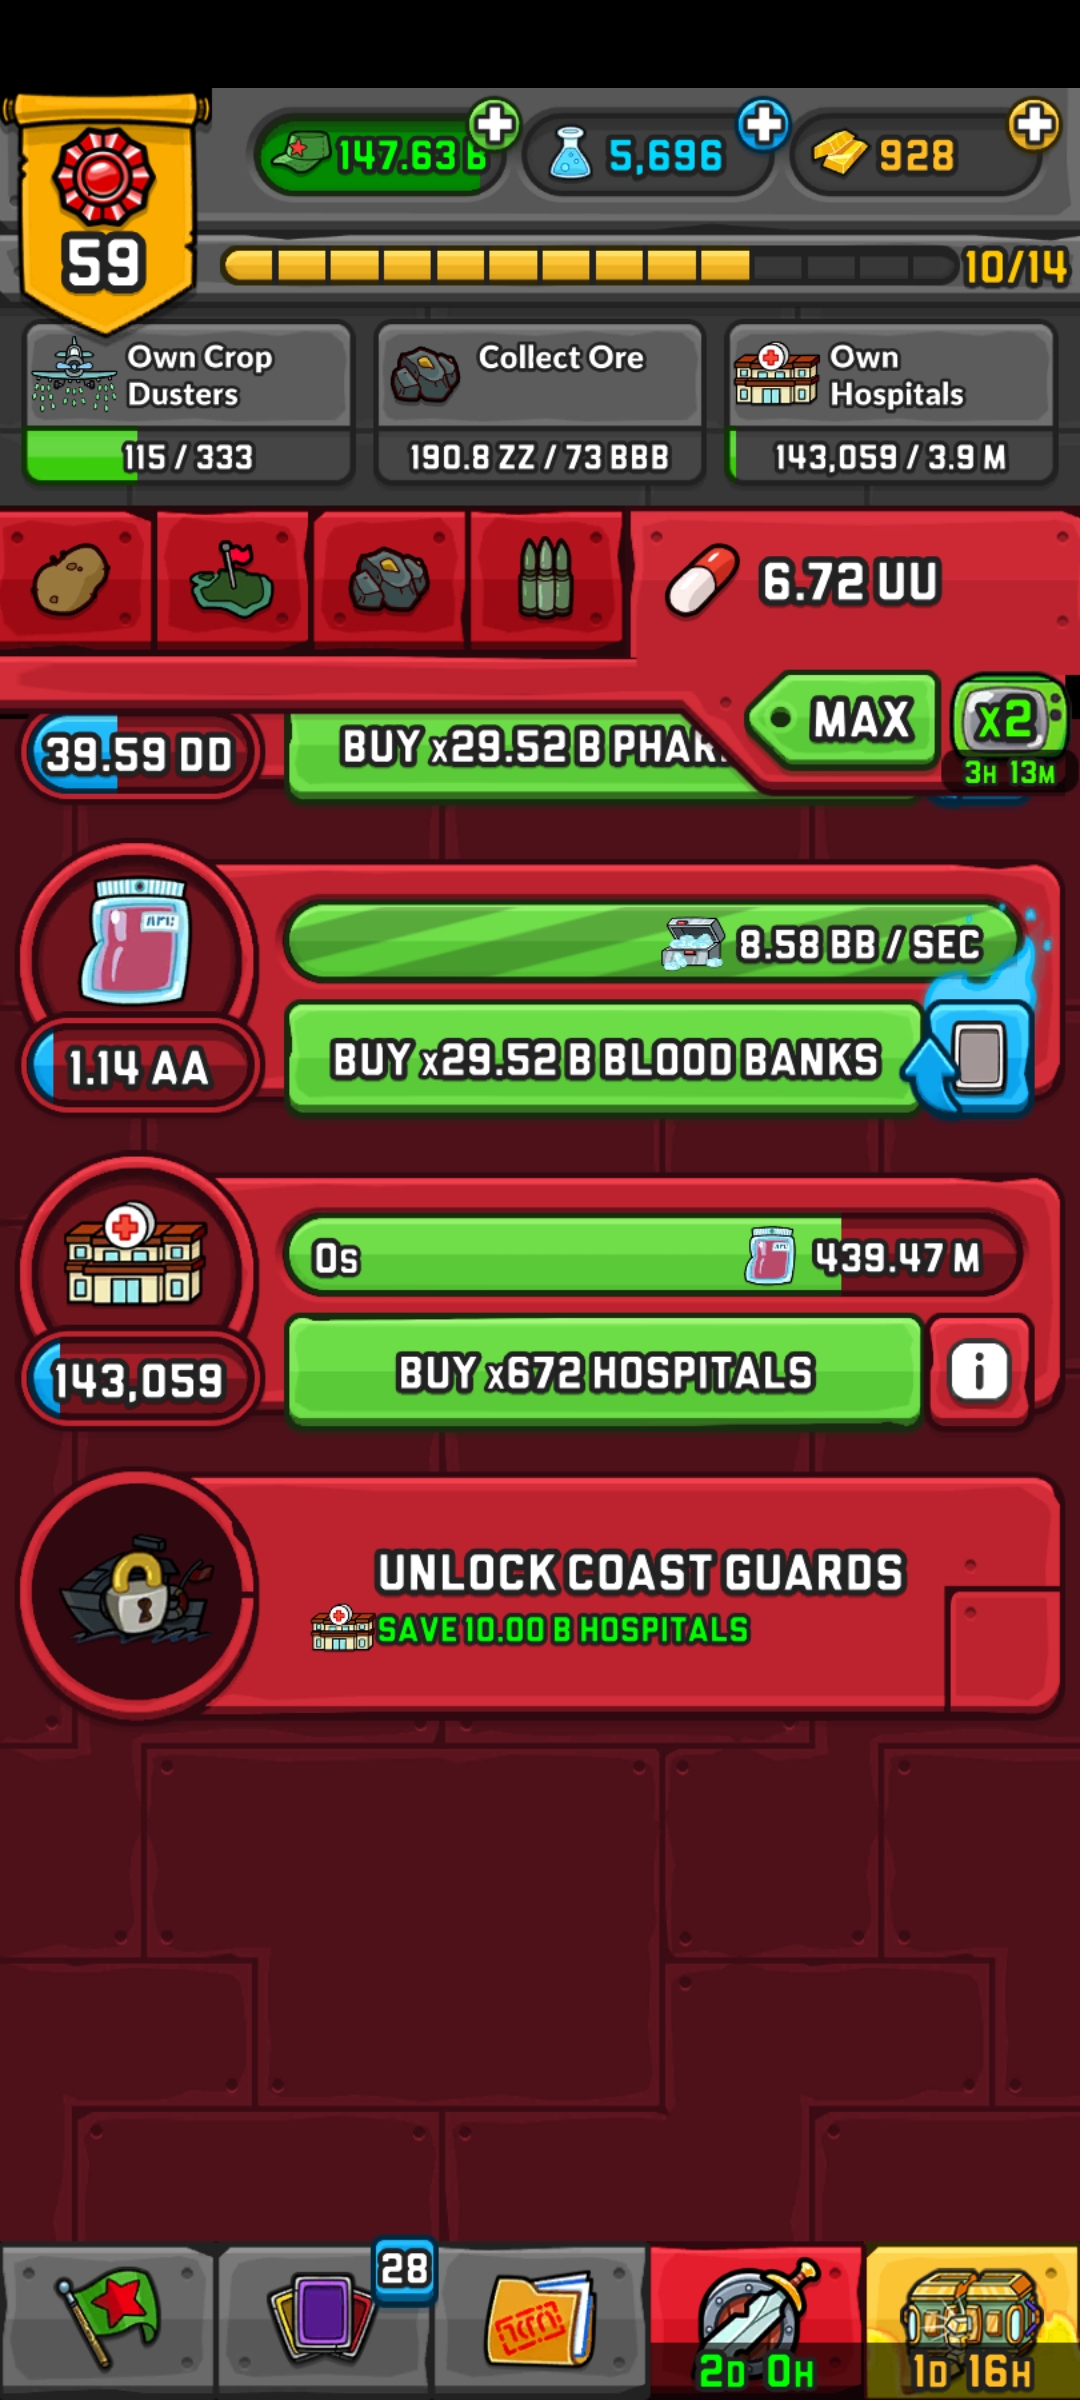 147.63 B
5,696
928
59
10/14
Own Crop
Dusters
115 / 333
Collect Ore
190.8 ZZ / 73 BBB
Own
Hospitals
143,059 / 3.9 M
6.72 UU
MAX
x2
3H 13M
39.59 DD
BUY x29.52 B
8.58 BB / SEC
1.14 AA
BUY x29.52 B BLOOD BANKS
0s
439.47 M
143,059
BUY x672 HOSPITALS
i
UNLOCK COAST GUARDS
SAVE 10.00 B HOSPITALS
28
2D 0H
1D 16H